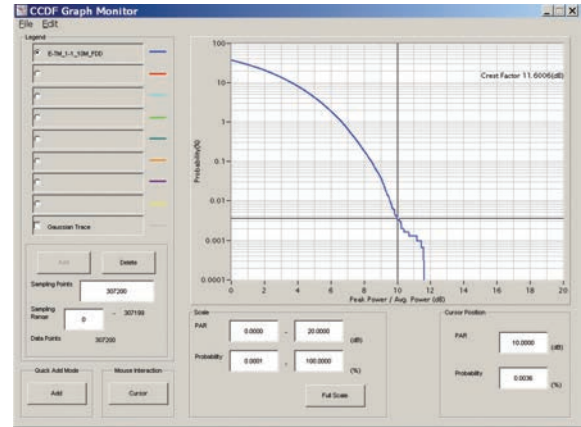 CCDF Graph Monitor
File Edit
Legend
E-TM_1-1_10M_FDD
Gaussian Trace
Add Delete
Sampling Points
307200
Sampling Range 0 - 307199
Data Points 307200
Quick Add Mode
Add
Mouse Interaction
Cursor
Crest Factor 11.6006(dB)
Probability(%)
100
10
1
0.1
0.01
0.001
0.0001
0 2 4 6 8 10 12 14 16 18 20
Peak Power / Avg. Power (dB)
Scale
PAR 0.0000 - 20.0000 (dB)
Probability 0.0001 - 100.0000 (%)
Full Scale
Cursor Position
PAR 10.0000 (dB)
Probability 0.0036 (%)